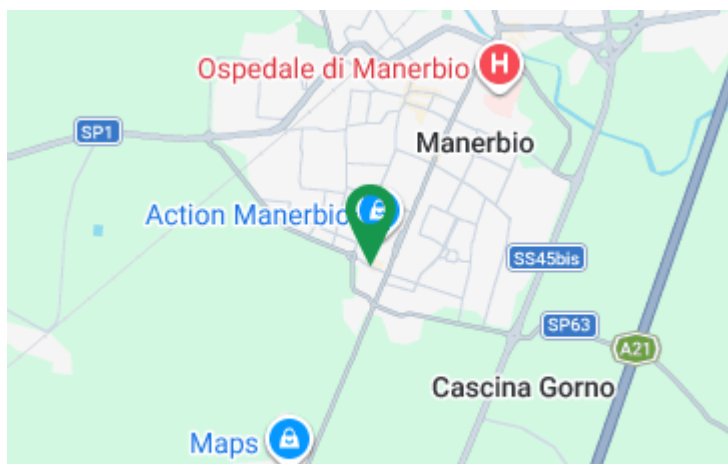 Ospedale di Manerbio
H
SP1
Manerbio
Action Manerbio
SS45bis
SP63
A21
Cascina Gorno
Maps